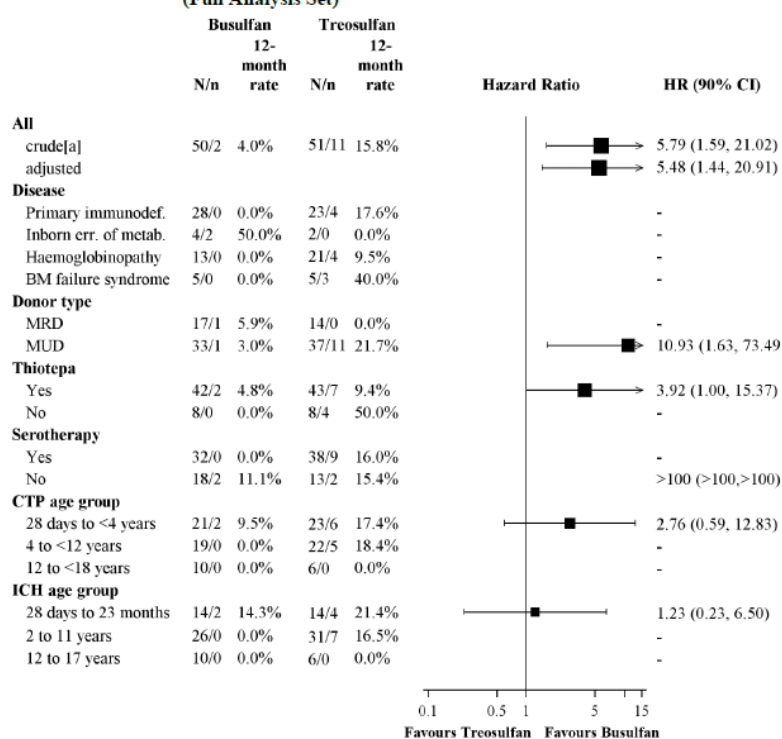 (Full Analysis Set)
Busulfan Treosulfan
12- 12-
month month
N/n rate N/n rate Hazard Ratio HR (90% CI)
All
crude[a] 50/2 4.0% 51/11 15.8% 5.79 (1.59, 21.02)
adjusted 5.48 (1.44, 20.91)
Disease
Primary immunodef. 28/0 0.0% 23/4 17.6% -
Inborn err. of metab. 4/2 50.0% 2/0 0.0% -
Haemoglobinopathy 13/0 0.0% 21/4 9.5% -
BM failure syndrome 5/0 0.0% 5/3 40.0% -
Donor type
MRD 17/1 5.9% 14/0 0.0% -
MUD 33/1 3.0% 37/11 21.7% 10.93 (1.63, 73.49
Thiotepa
Yes 42/2 4.8% 43/7 9.4% 3.92 (1.00, 15.37)
No 8/0 0.0% 8/4 50.0% -
Serotherapy
Yes 32/0 0.0% 38/9 16.0% -
No 18/2 11.1% 13/2 15.4% >100 (>100,>100)
CTP age group
28 days to <4 years 21/2 9.5% 23/6 17.4% 2.76 (0.59, 12.83)
4 to <12 years 19/0 0.0% 22/5 18.4% -
12 to <18 years 10/0 0.0% 6/0 0.0% -
ICH age group
28 days to 23 months 14/2 14.3% 14/4 21.4% 1.23 (0.23, 6.50)
2 to 11 years 26/0 0.0% 31/7 16.5% -
12 to 17 years 10/0 0.0% 6/0 0.0% -
0.1 0.5 1 5 15
Favours Treosulfan Favours Busulfan